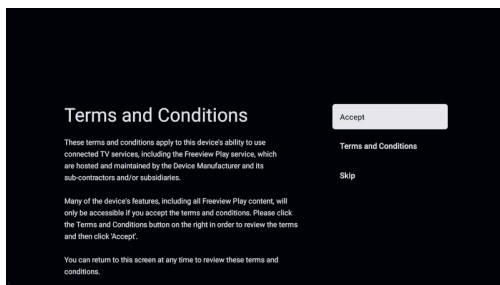 Terms and Conditions
These terms and conditions apply to this device's ability to use
connected TV services, including the Freeview Play service, which
are hosted and maintained by the Device Manufacturer and its
sub-contractors and/or subsidiaries.
Many of the device's features, including all Freeview Play content, will
only be accessible if you accept the terms and conditions. Please click
the Terms and Conditions button on the right in order to review the terms
and then click 'Accept'.
You can return to this screen at any time to review these terms and
conditions.
Accept
Terms and Conditions
Skip